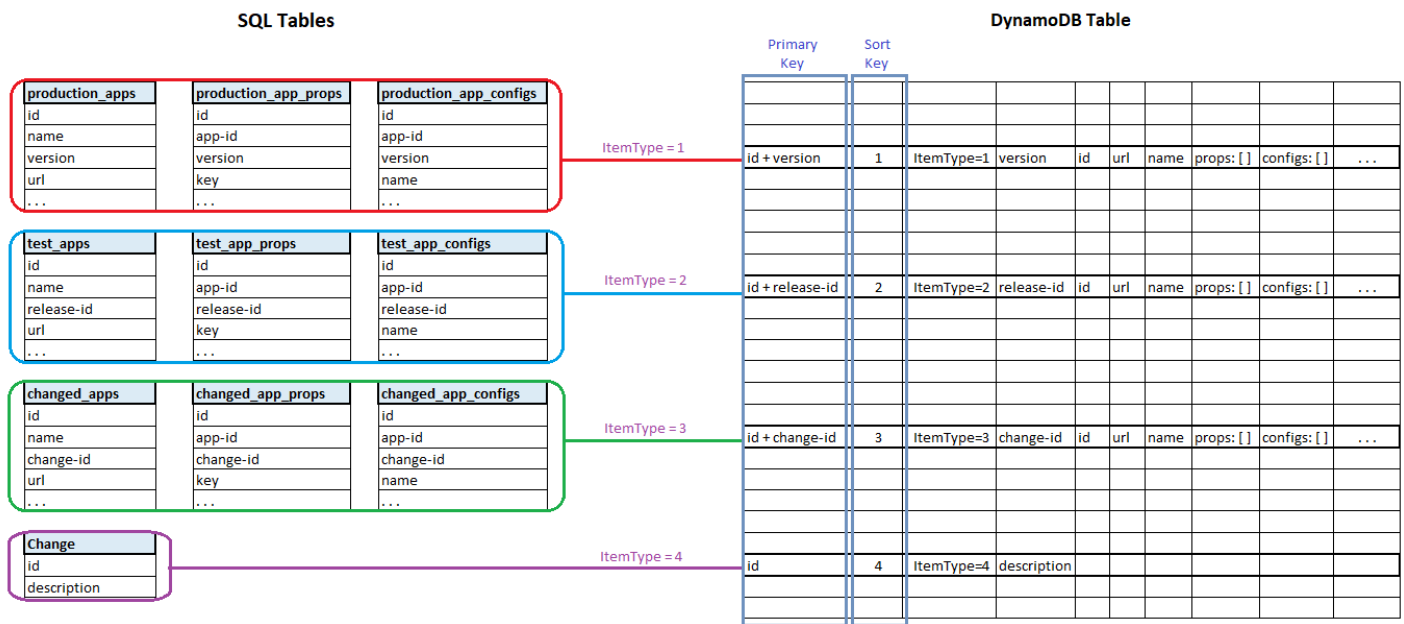 SQL Tables
DynamoDB Table
Primary
Key
Sort
Key
production_apps production_app_props production_app_configs
id id id
name app-id app-id
version version version
url key name
. . . . . . . . .
ItemType = 1
id + version 1 ItemType=1 version id url name props: [ ] configs: [ ] . . .
test_apps test_app_props test_app_configs
id id id
name app-id app-id
release-id release-id release-id
url key name
. . . . . . . . .
ItemType = 2
id + release-id 2 ItemType=2 release-id id url name props: [ ] configs: [ ] . . .
changed_apps changed_app_props changed_app_configs
id id id
name app-id app-id
change-id change-id change-id
url key name
. . . . . . . . .
ItemType = 3
id + change-id 3 ItemType=3 change-id id url name props: [ ] configs: [ ] . . .
Change
id
description
ItemType = 4
id 4 ItemType=4 description